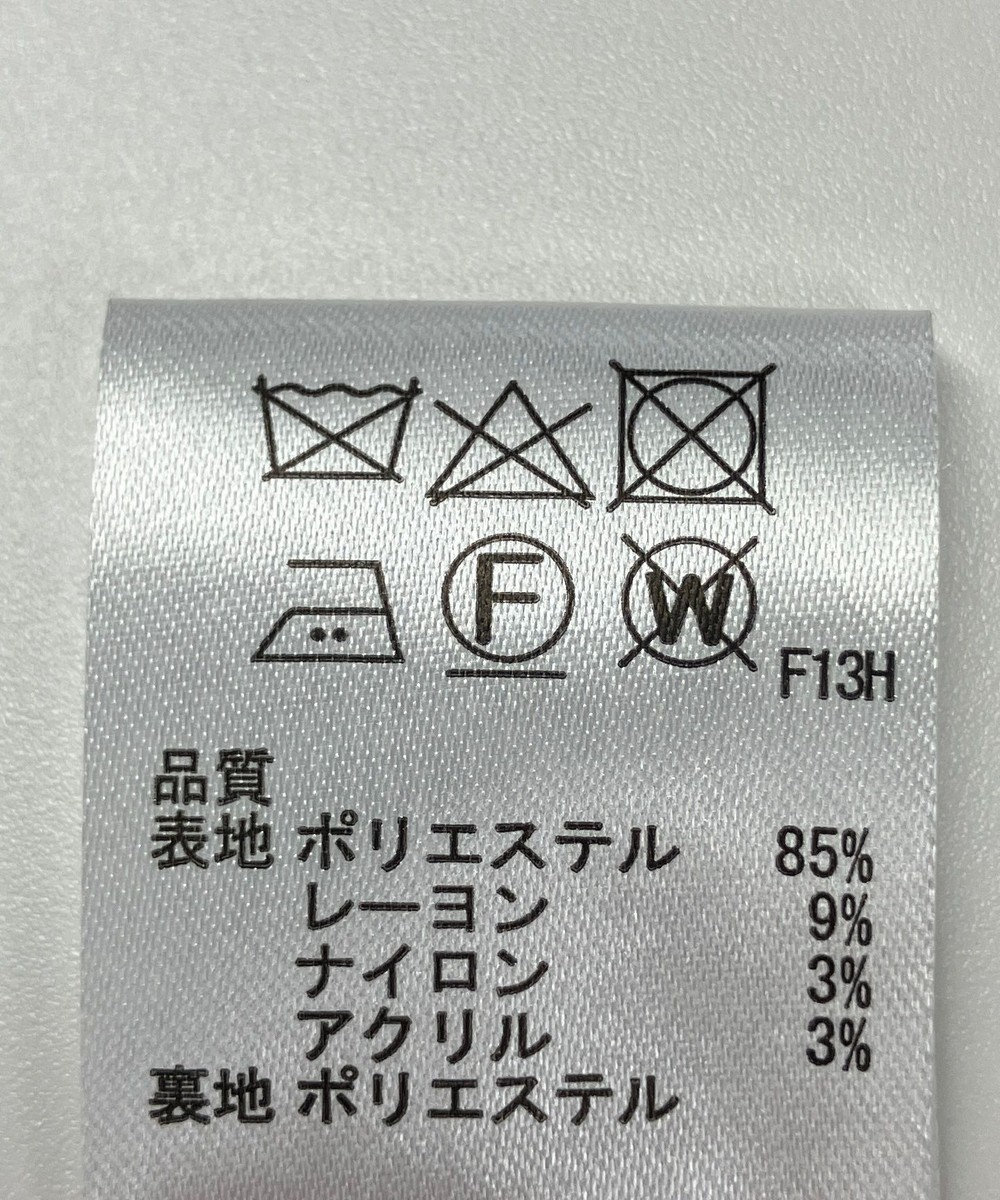 F W F13H
品質
表地 ポリエステル 85%
レーヨン 9%
ナイロン 3%
アクリル 3%
裏地 ポリエステル